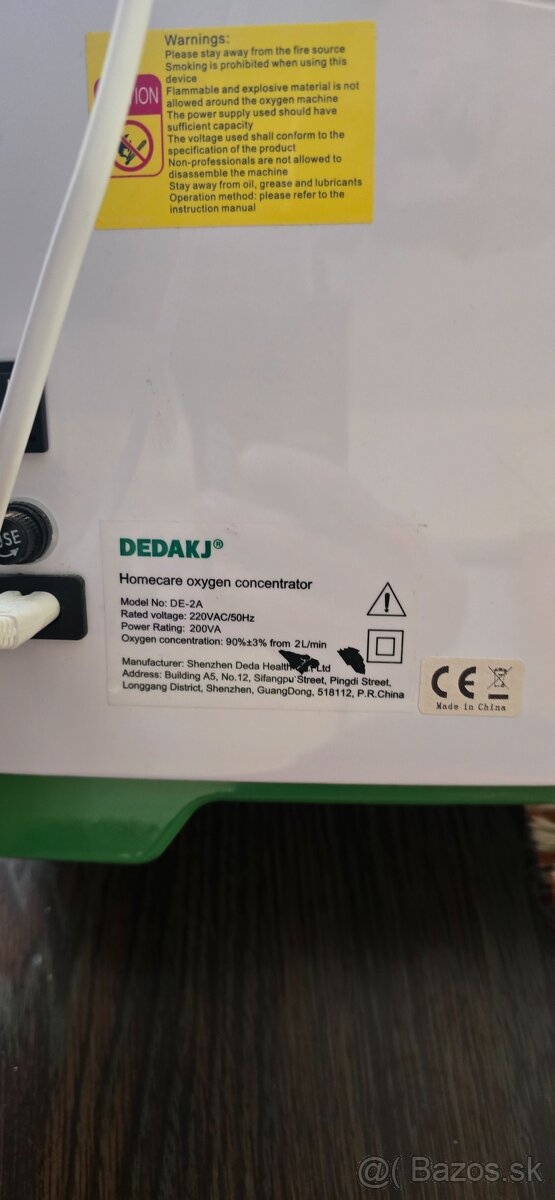 Warnings:
Please stay away from the fire source
Smoking is prohibited when using this
device
Flammable and explosive material is not
allowed around the oxygen machine
The power supply used should have
sufficient capacity
The voltage used shall conform to the
specification of the product
Non-professionals are not allowed to
disassemble the machine
Stay away from oil, grease and lubricants
Operation method: please refer to the
instruction manual
DEDAKJ®
Homecare oxygen concentrator
Model No: DE-2A
Rated voltage: 220VAC/50Hz
Power Rating: 200VA
Oxygen concentration: 90%±3% from 2L/min
Manufacturer: Shenzhen Deda Health Ltd
Address: Building A5, No.12, Sifangpu Street, Pingdi Street,
Longgang District, Shenzhen, GuangDong, 518112, P.R.China
CE
Made in China
@( Bazos.sk